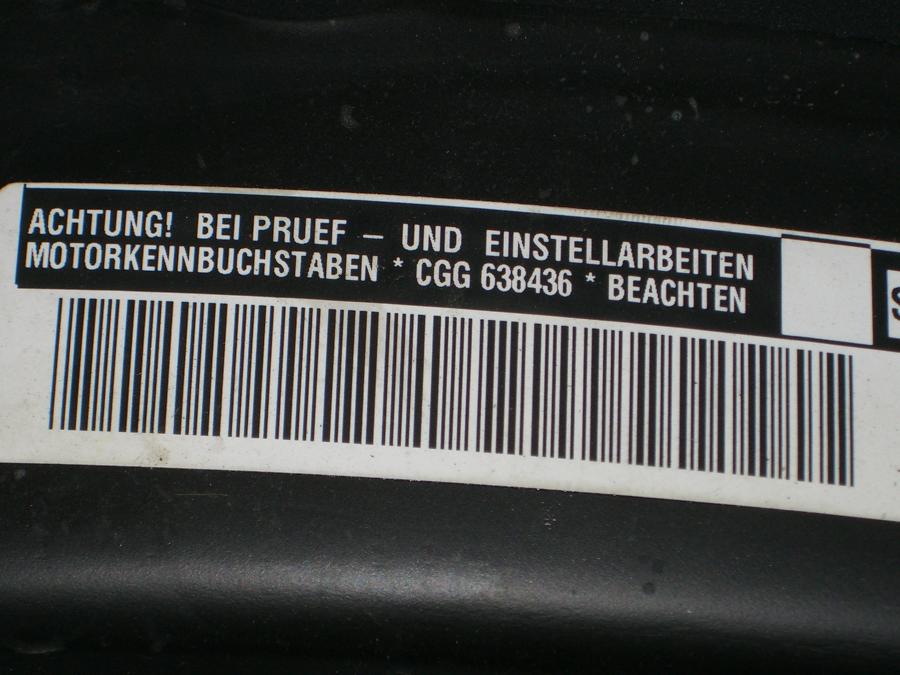 ACHTUNG! BEI PRUEF – UND EINSTELLARBEITEN
MOTORKENNBUCHSTABEN * CGG 638436 * BEACHTEN
S